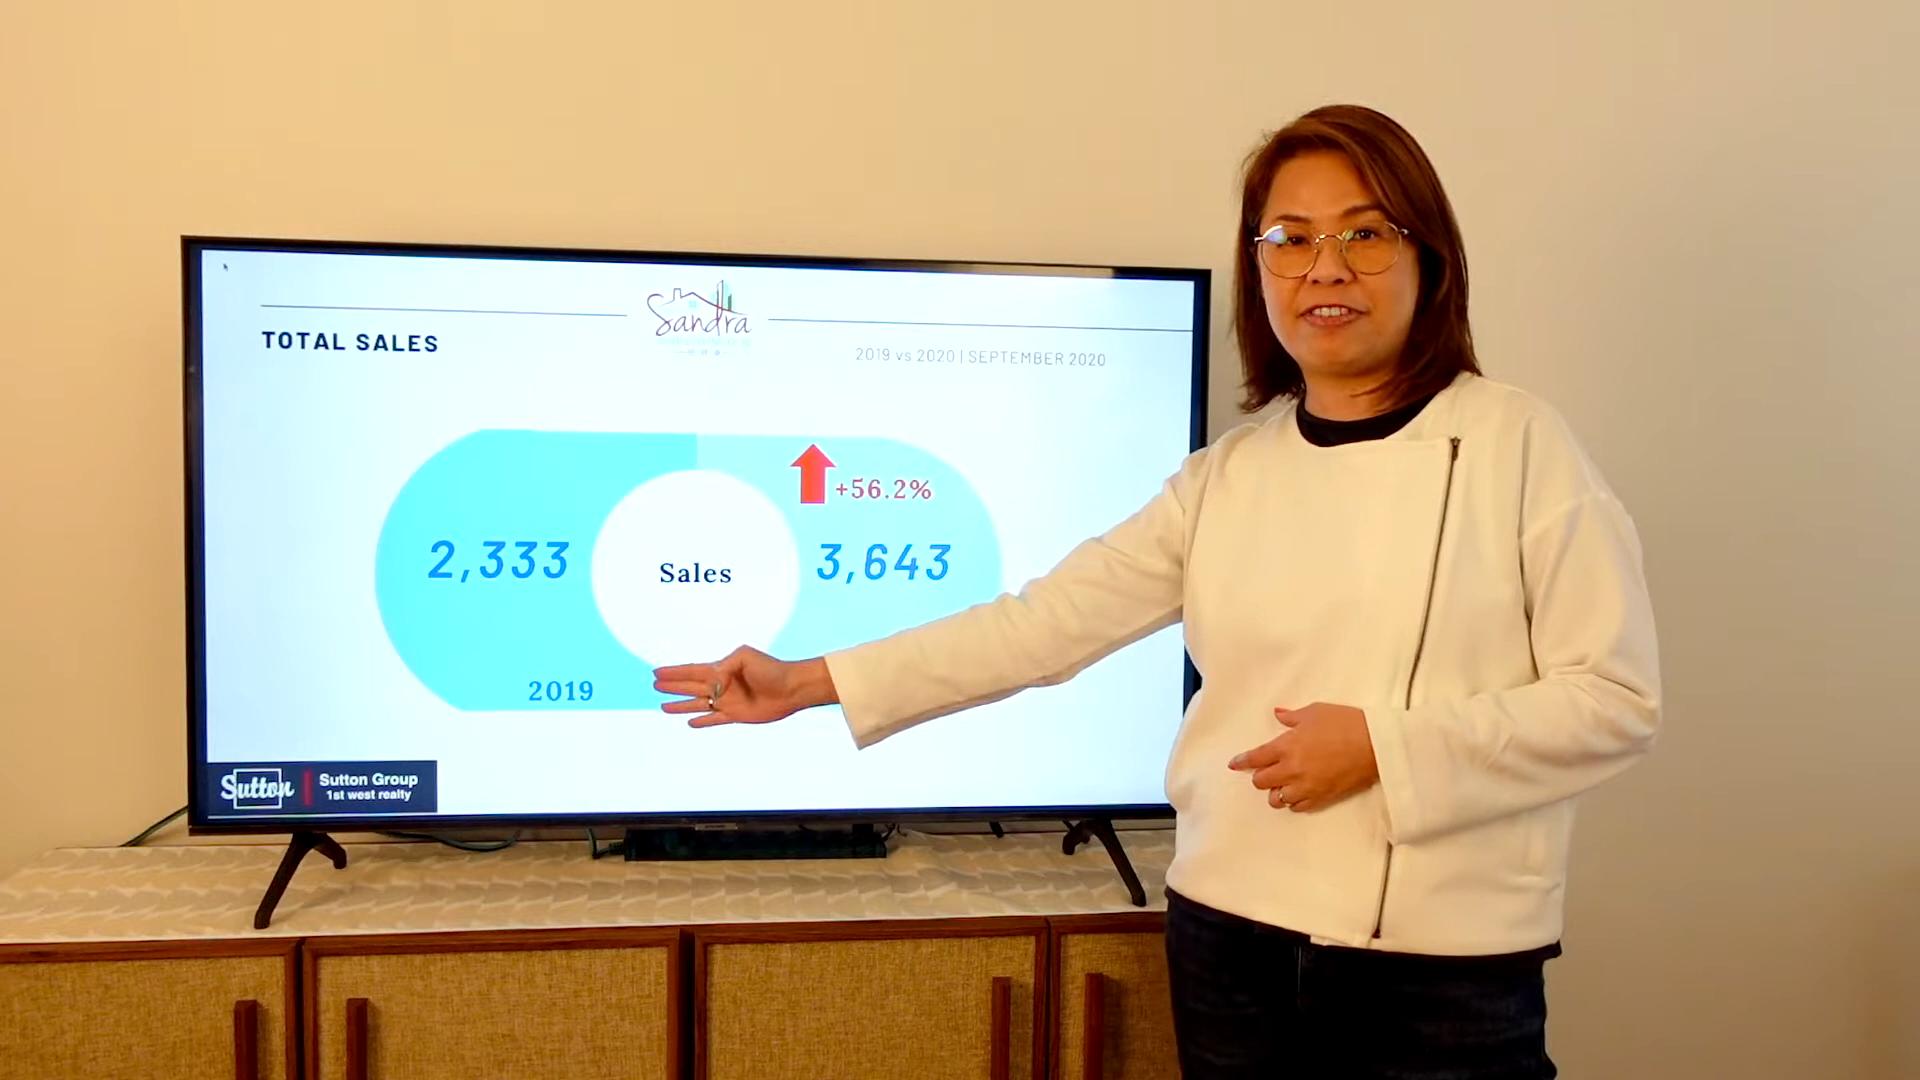 Sandra
TOTAL SALES
2019 vs 2020 | SEPTEMBER 2020
+56.2%
2,333
Sales
3,643
2019
Sutton
Sutton Group
1st west realty